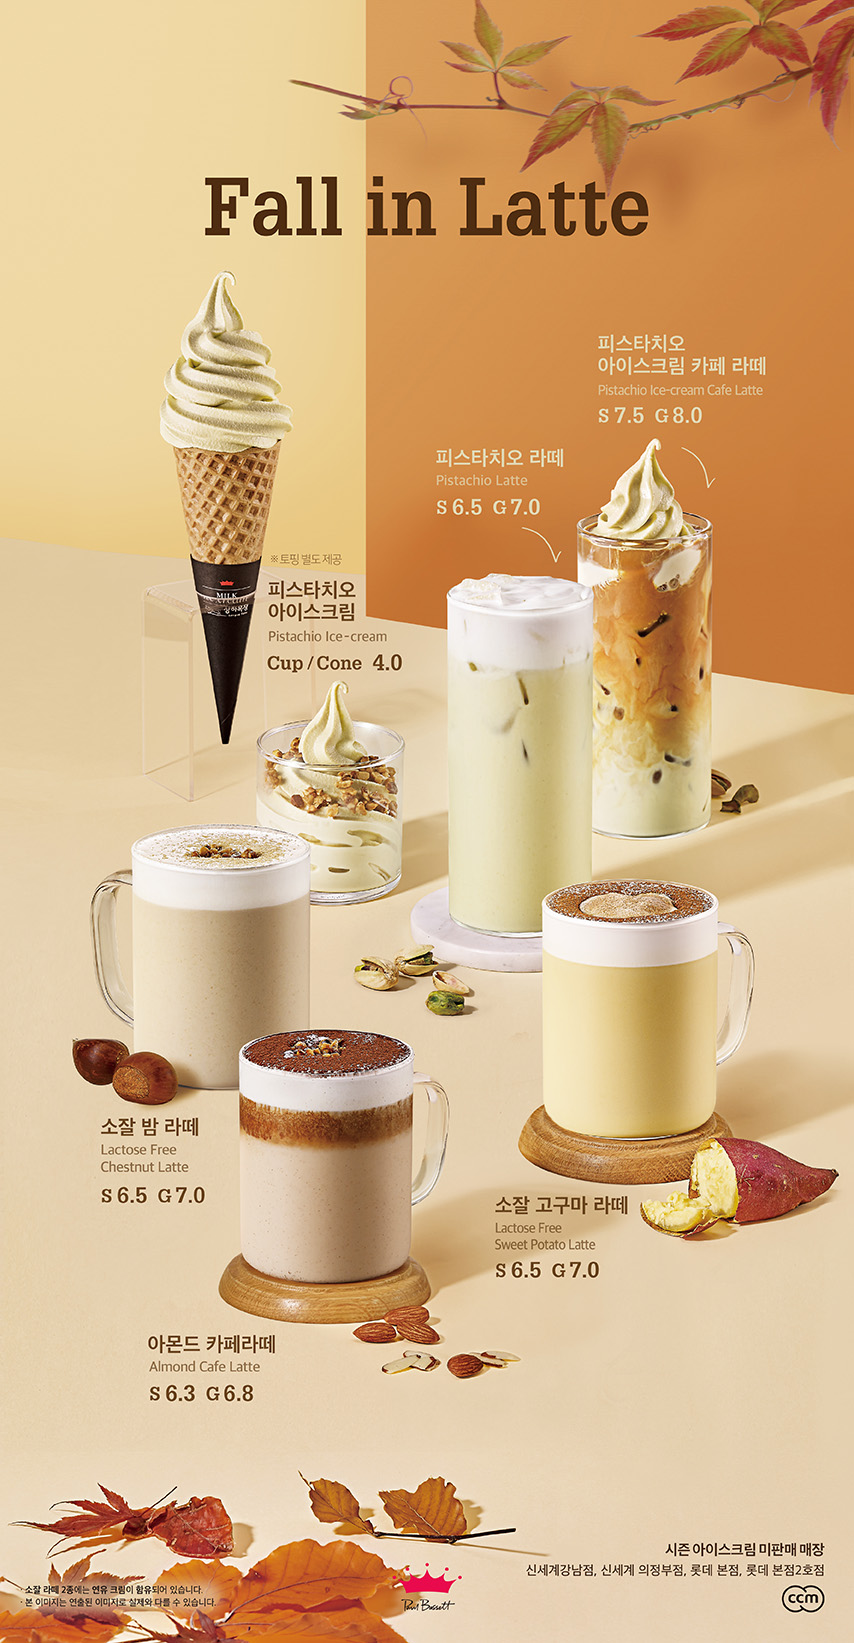 Fall in Latte
피스타치오
아이스크림 카페 라떼
Pistachio Ice-cream Cafe Latte
S 7.5 G 8.0
피스타치오 라떼
Pistachio Latte
S 6.5 G 7.0
※ 토핑 별도 제공
피스타치오
아이스크림
Pistachio Ice-cream
Cup / Cone 4.0
MILK
상하목장
소잘 밤 라떼
Lactose Free
Chestnut Latte
S 6.5 G 7.0
소잘 고구마 라떼
Lactose Free
Sweet Potato Latte
S 6.5 G 7.0
아몬드 카페라떼
Almond Cafe Latte
S 6.3 G 6.8
시즌 아이스크림 미판매 매장
신세계강남점, 신세계 의정부점, 롯데 본점, 롯데 본점2호점
· 소잘 라떼 2종에는 연유 크림이 함유되어 있습니다.
· 본 이미지는 연출된 이미지로 실제와 다를 수 있습니다.
Paul Bassett
ccm